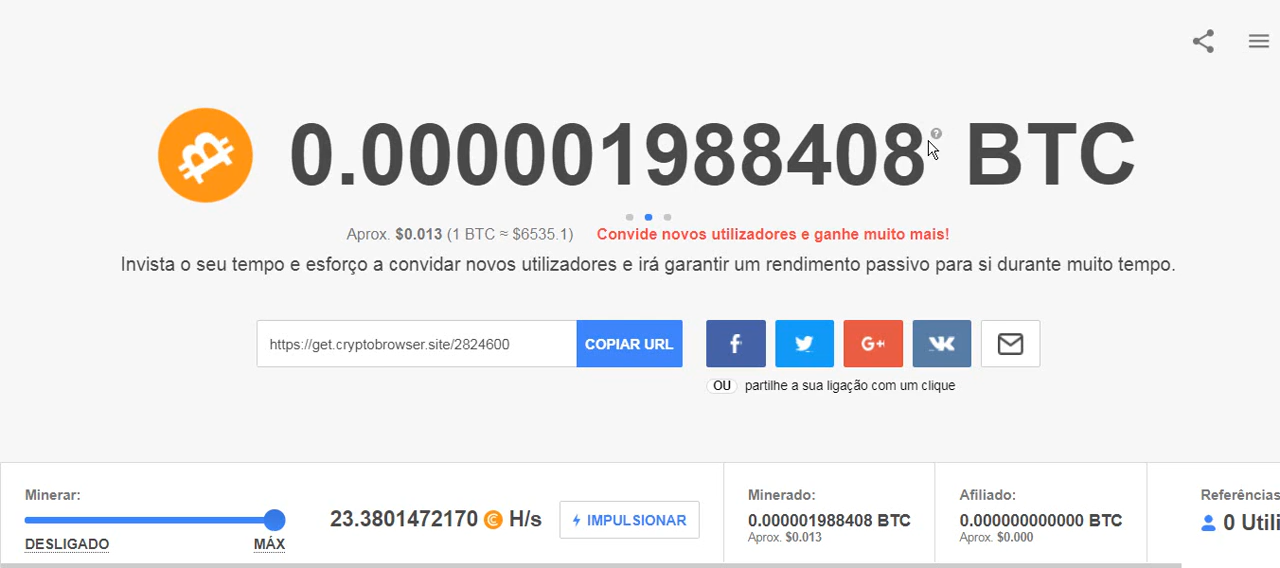 0.000001988408 BTC
Aprox. $0.013 (1 BTC ≈ $6535.1) Convide novos utilizadores e ganhe muito mais!
Invista o seu tempo e esforço a convidar novos utilizadores e irá garantir um rendimento passivo para si durante muito tempo.
https://get.cryptobrowser.site/2824600 COPIAR URL
OU partilhe a sua ligação com um clique
Minerar:
23.3801472170 H/s
IMPULSIONAR
DESLIGADO MÁX
Minerado:
0.000001988408 BTC
Aprox. $0.013
Afiliado:
0.000000000000 BTC
Aprox. $0.000
Referências
0 Utili